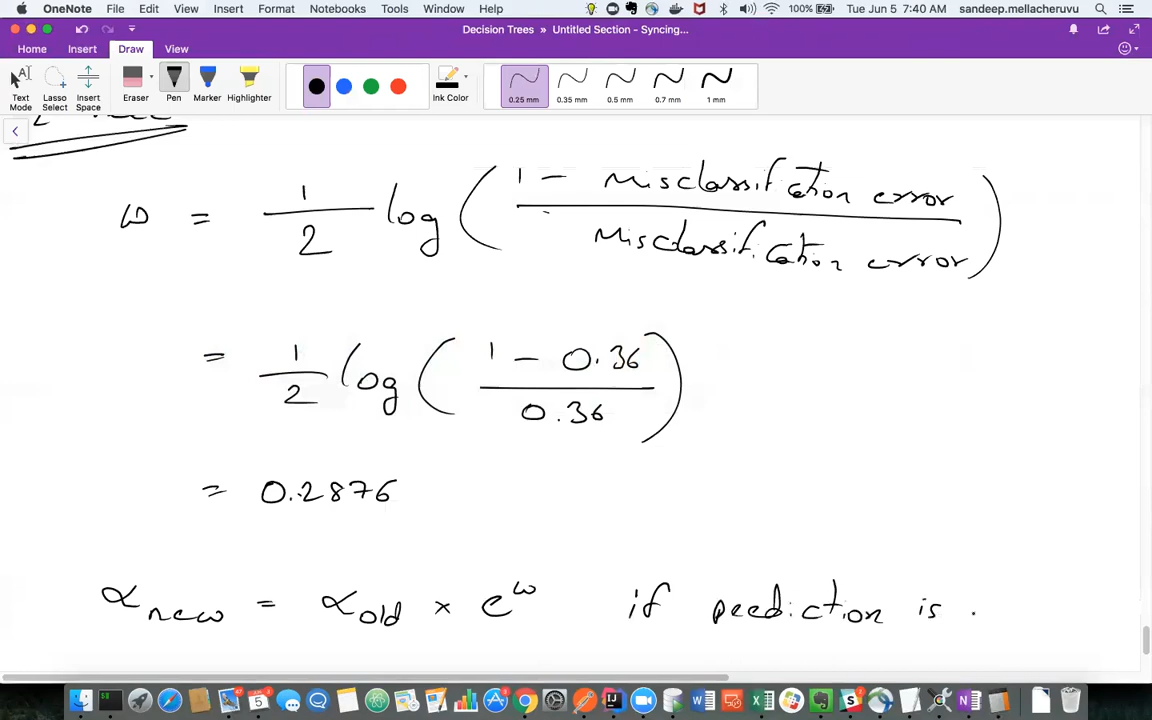 OneNote File Edit View Insert Format Notebooks Tools Window Help 100% Tue Jun 5 7:40 AM sandeep.mellacheruvu
Decision Trees » Untitled Section - Syncing...
Home Insert Draw View
Text Mode Lasso Select Insert Space Eraser Pen Marker Highlighter Ink Color 0.25 mm 0.35 mm 0.5 mm 0.7 mm 1 mm
ω = 1/2 log ( (1 - misclassification error) / (misclassification error) )
= 1/2 log ( (1 - 0.36) / 0.36 )
= 0.2876
α new = α old × e^ω if prediction is .